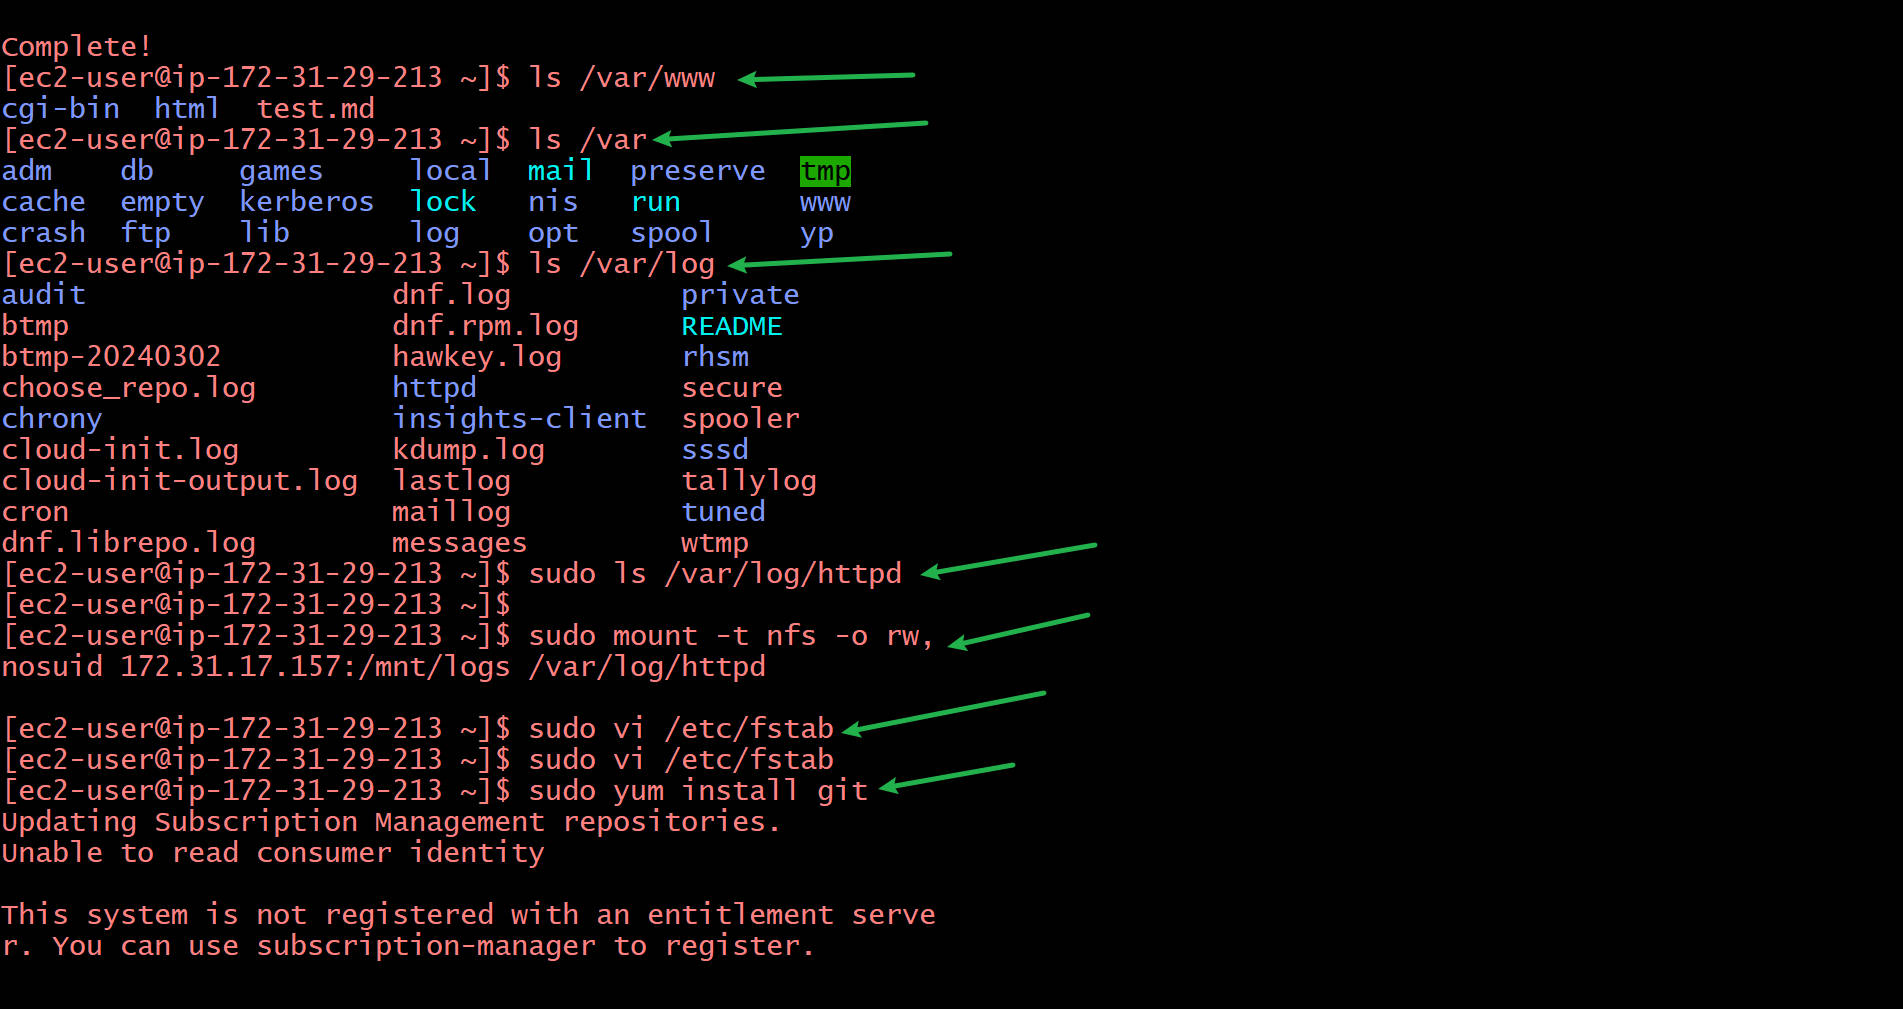 Complete!
[ec2-user@ip-172-31-29-213 ~]$ ls /var/www
cgi-bin  html  test.md
[ec2-user@ip-172-31-29-213 ~]$ ls /var
adm    db     games     local  mail  preserve  tmp
cache  empty  kerberos  lock   nis   run       www
crash  ftp    lib       log    opt   spool     yp
[ec2-user@ip-172-31-29-213 ~]$ ls /var/log
audit                  dnf.log          private
btmp                   dnf.rpm.log      README
btmp-20240302          hawkey.log       rhsm
choose_repo.log        httpd            secure
chrony                 insights-client  spooler
cloud-init.log         kdump.log        sssd
cloud-init-output.log  lastlog          tallylog
cron                   maillog          tuned
dnf.librepo.log        messages         wtmp
[ec2-user@ip-172-31-29-213 ~]$ sudo ls /var/log/httpd
[ec2-user@ip-172-31-29-213 ~]$
[ec2-user@ip-172-31-29-213 ~]$ sudo mount -t nfs -o rw,
nosuid 172.31.17.157:/mnt/logs /var/log/httpd
[ec2-user@ip-172-31-29-213 ~]$ sudo vi /etc/fstab
[ec2-user@ip-172-31-29-213 ~]$ sudo vi /etc/fstab
[ec2-user@ip-172-31-29-213 ~]$ sudo yum install git
Updating Subscription Management repositories.
Unable to read consumer identity
This system is not registered with an entitlement serve
r. You can use subscription-manager to register.